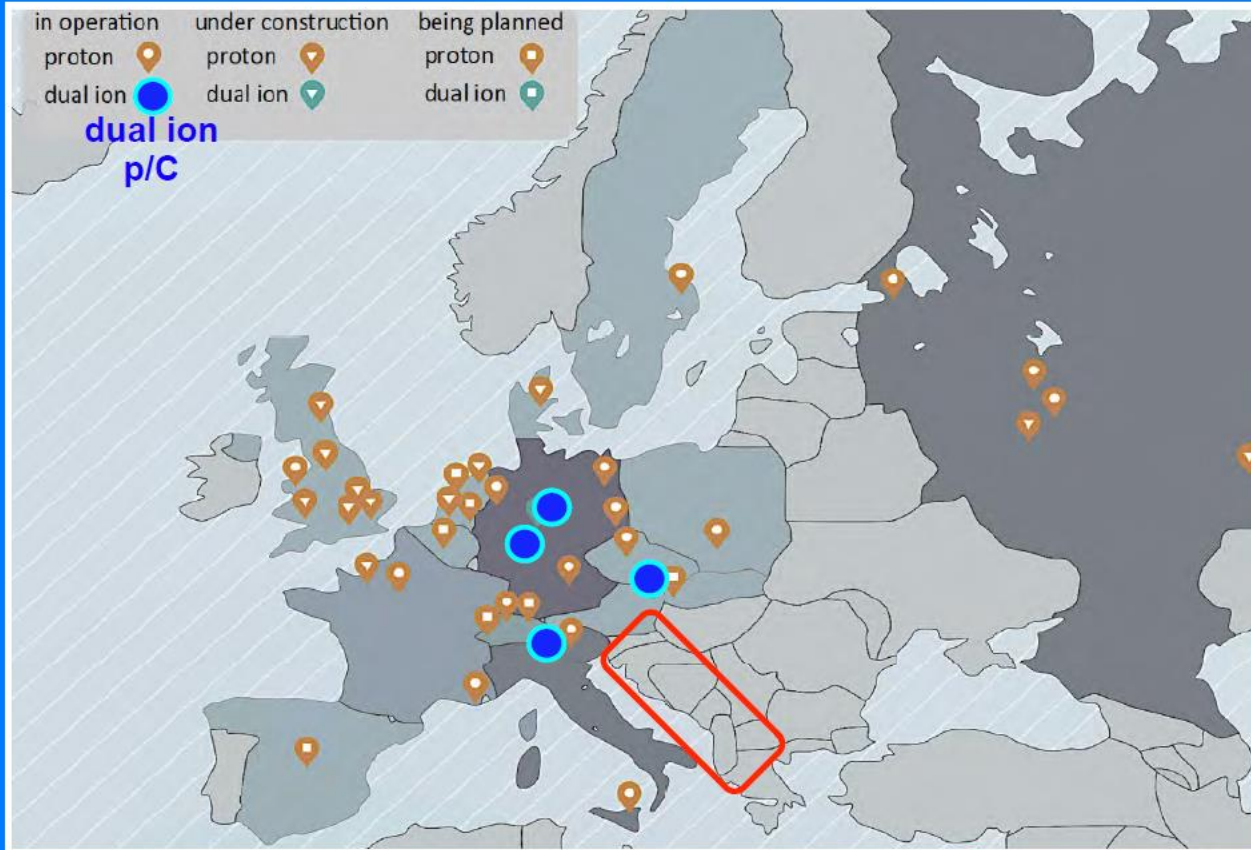 in operation under construction being planned
proton proton proton
dual ion dual ion dual ion
dual ion
p/C